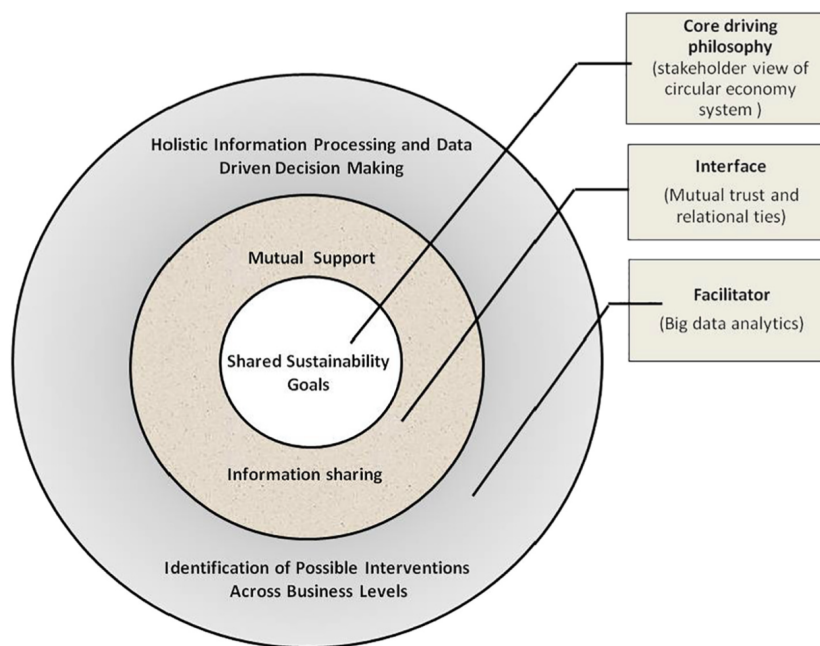 Core driving
philosophy
(stakeholder view of
circular economy
system )
Holistic Information Processing and Data
Driven Decision Making
Interface
(Mutual trust and
relational ties)
Mutual Support
Facilitator
(Big data analytics)
Shared Sustainability
Goals
Information sharing
Identification of Possible Interventions
Across Business Levels